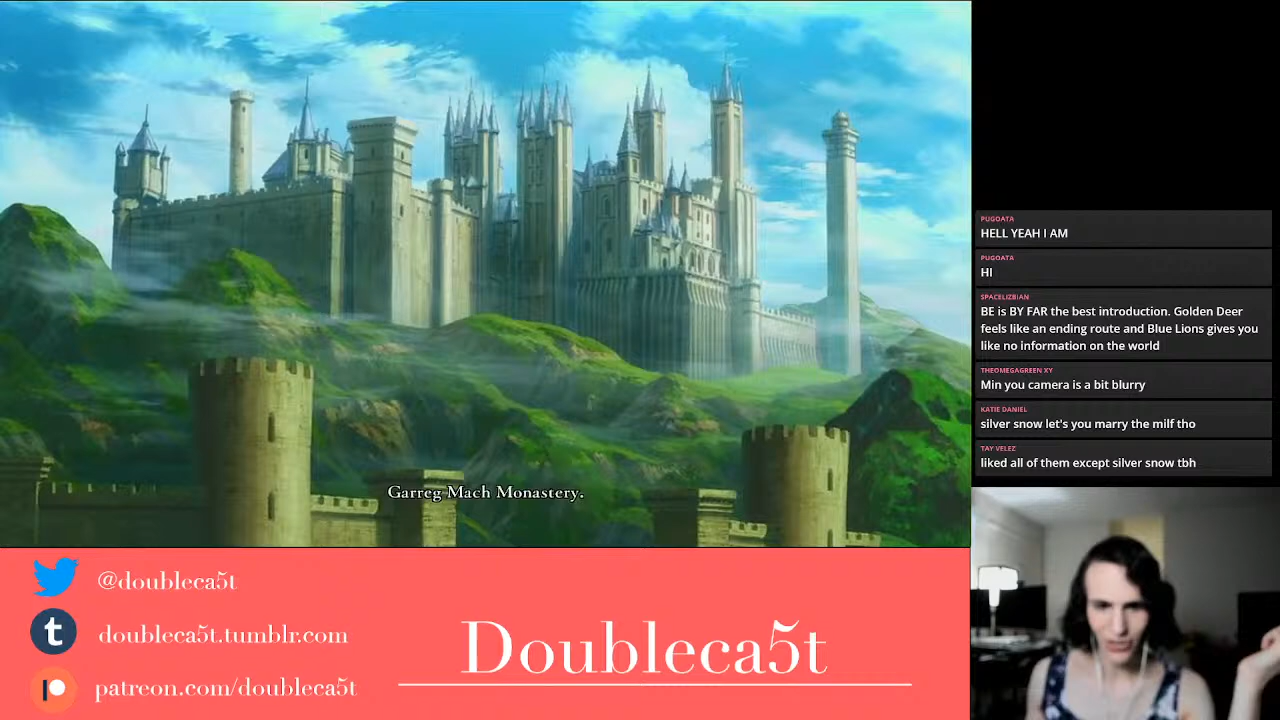 Garreg Mach Monastery.
PUGOATA
HELL YEAH I AM
PUGOATA
HI
SPACELIZBIAN
BE is BY FAR the best introduction. Golden Deer
feels like an ending route and Blue Lions gives you
like no information on the world
THEOMEGAGREEN XY
Min you camera is a bit blurry
KATIE DANIEL
silver snow let's you marry the milf tho
TAY VELEZ
liked all of them except silver snow tbh
@doubleca5t
doubleca5t.tumblr.com
patreon.com/doubleca5t
Doubleca5t